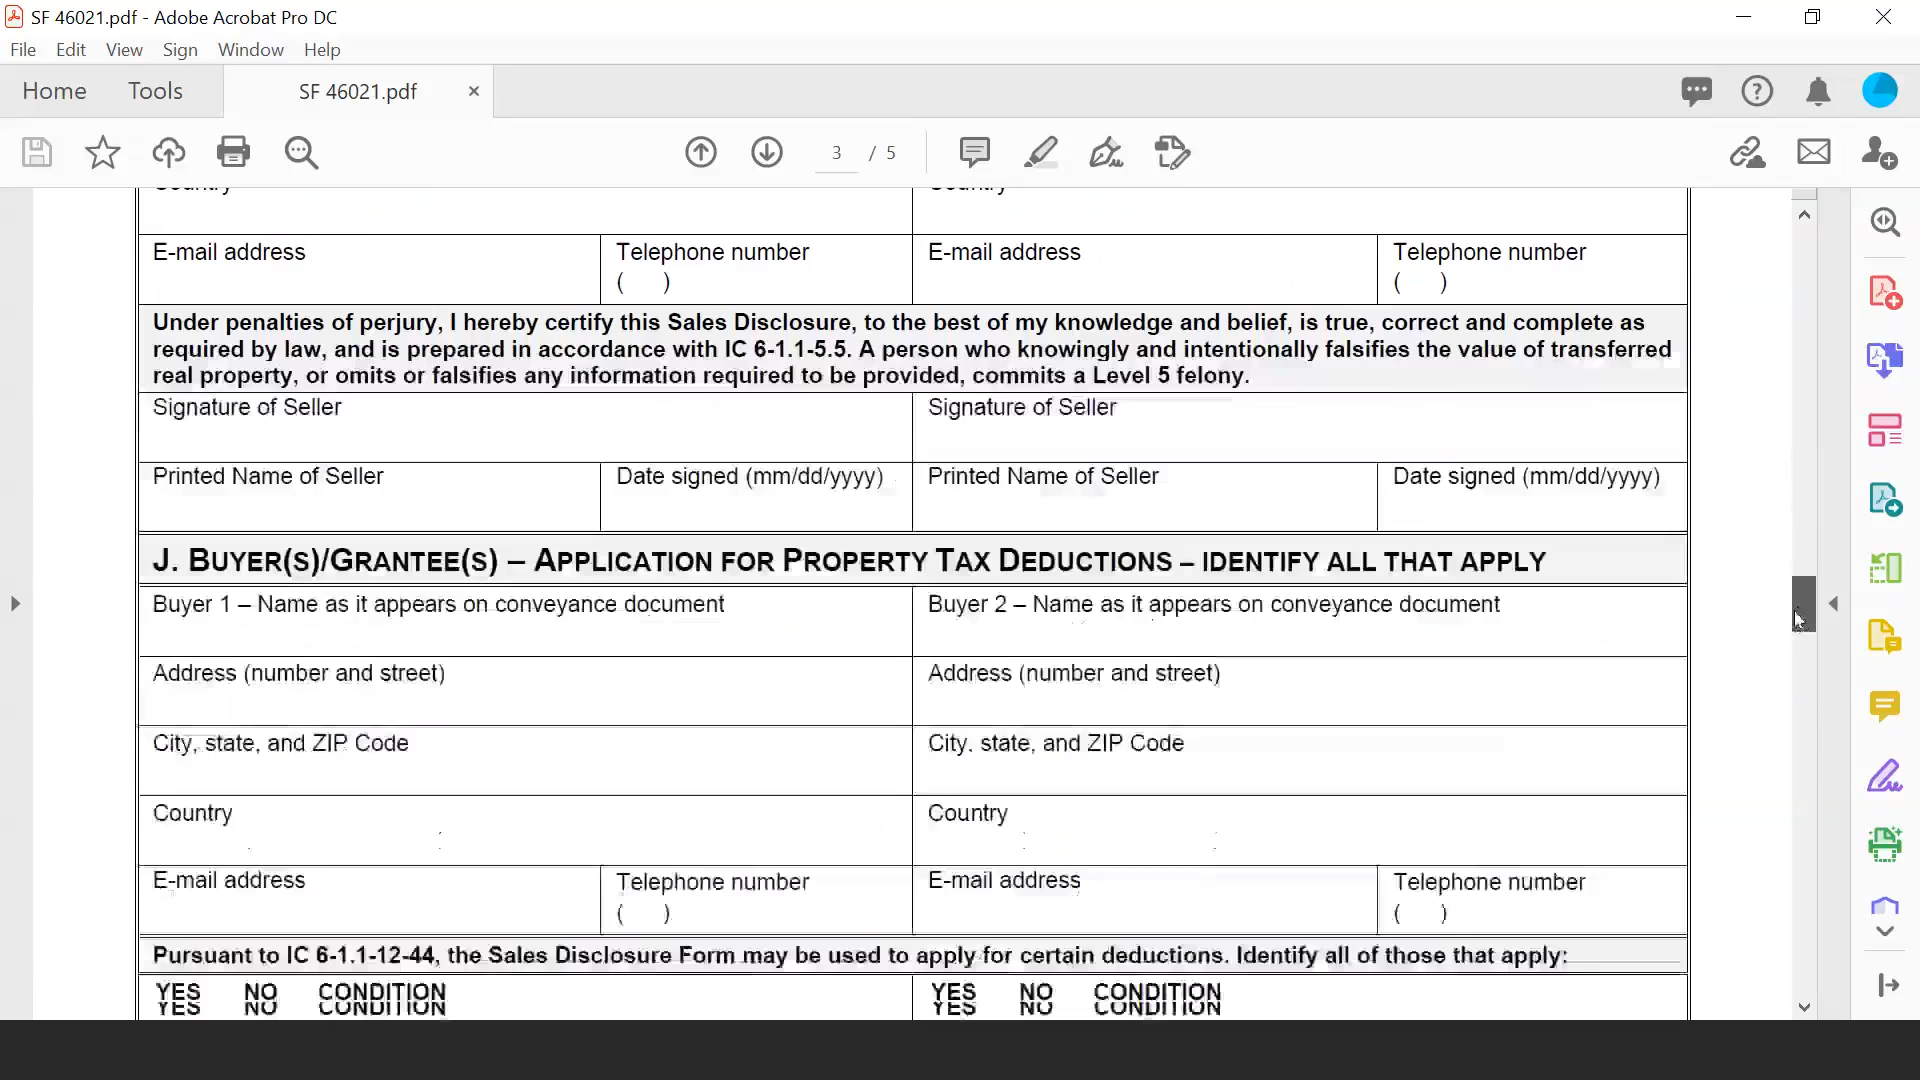 SF 46021.pdf - Adobe Acrobat Pro DC
File Edit View Sign Window Help
Home Tools SF 46021.pdf ×
3 / 5
Country Country
E-mail address Telephone number E-mail address Telephone number
( ) ( )
Under penalties of perjury, I hereby certify this Sales Disclosure, to the best of my knowledge and belief, is true, correct and complete as
required by law, and is prepared in accordance with IC 6-1.1-5.5. A person who knowingly and intentionally falsifies the value of transferred
real property, or omits or falsifies any information required to be provided, commits a Level 5 felony.
Signature of Seller Signature of Seller
Printed Name of Seller Date signed (mm/dd/yyyy) Printed Name of Seller Date signed (mm/dd/yyyy)
J. BUYER(S)/GRANTEE(S) – APPLICATION FOR PROPERTY TAX DEDUCTIONS – IDENTIFY ALL THAT APPLY
Buyer 1 – Name as it appears on conveyance document Buyer 2 – Name as it appears on conveyance document
Address (number and street) Address (number and street)
City, state, and ZIP Code City, state, and ZIP Code
Country Country
E-mail address Telephone number E-mail address Telephone number
( ) ( )
Pursuant to IC 6-1.1-12-44, the Sales Disclosure Form may be used to apply for certain deductions. Identify all of those that apply:
YES NO CONDITION YES NO CONDITION